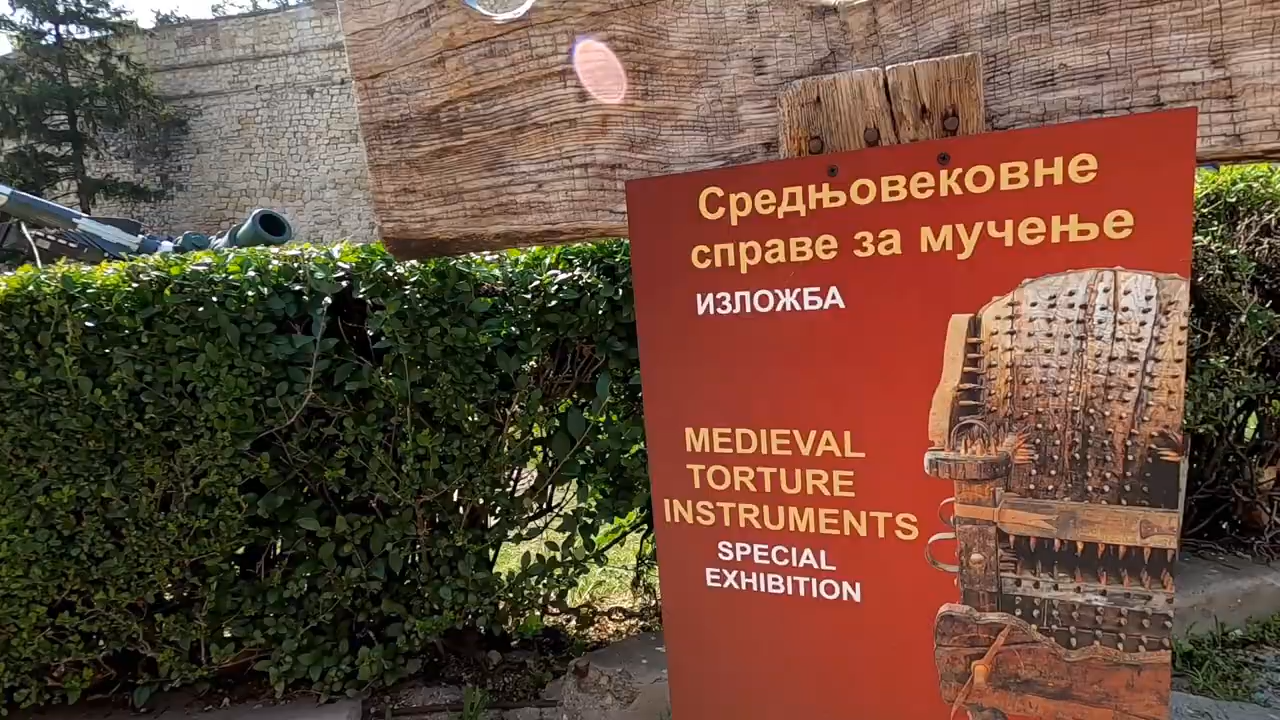 Средњовековне
справе за мучење
ИЗЛОЖБА
MEDIEVAL
TORTURE
INSTRUMENTS
SPECIAL
EXHIBITION